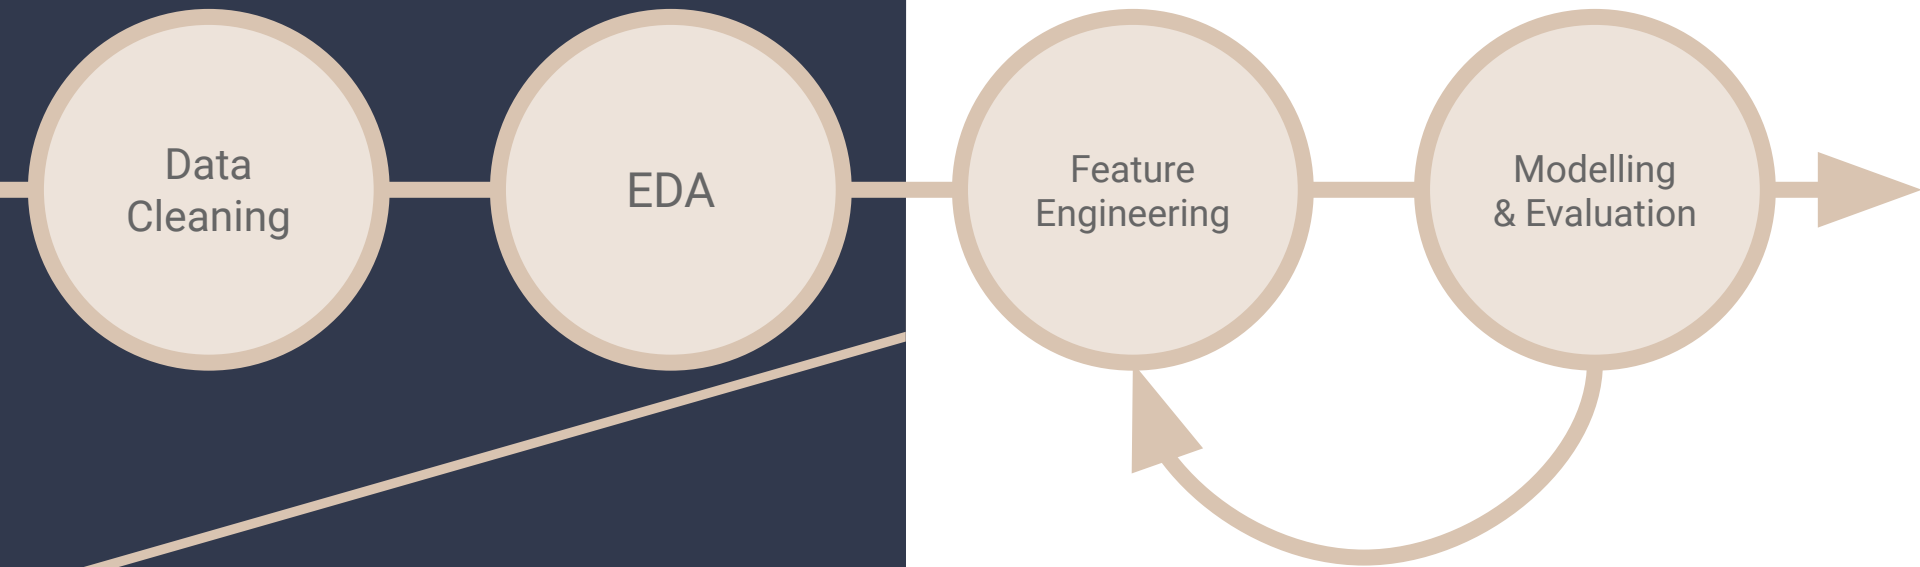 Data
Cleaning
EDA
Feature
Engineering
Modelling
& Evaluation